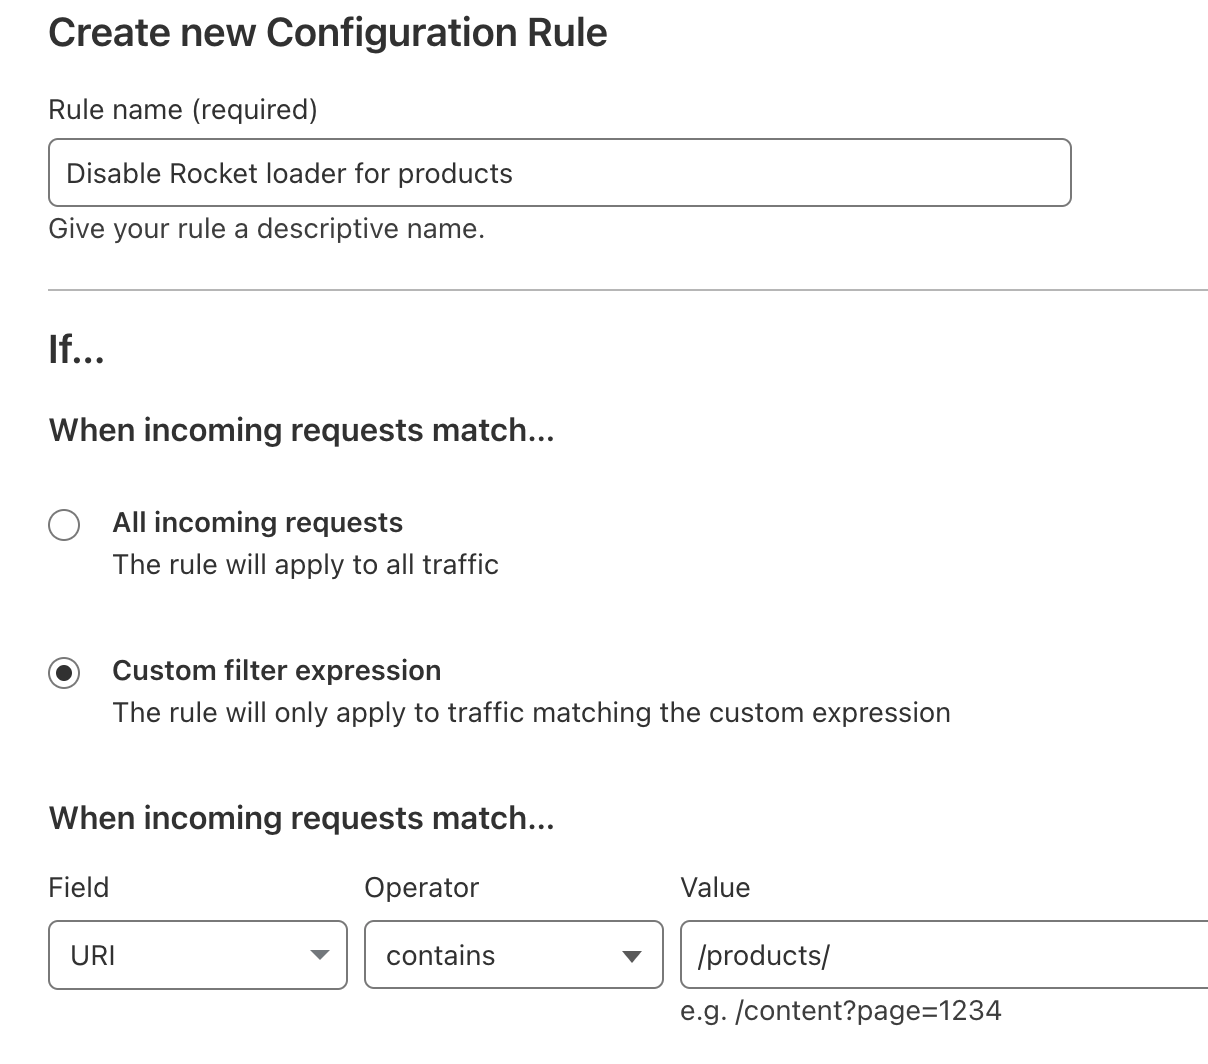 Create new Configuration Rule
Rule name (required)
Disable Rocket loader for products
Give your rule a descriptive name.
If...
When incoming requests match...
All incoming requests
The rule will apply to all traffic
Custom filter expression
The rule will only apply to traffic matching the custom expression
When incoming requests match...
Field Operator Value
URI contains /products/
e.g. /content?page=1234